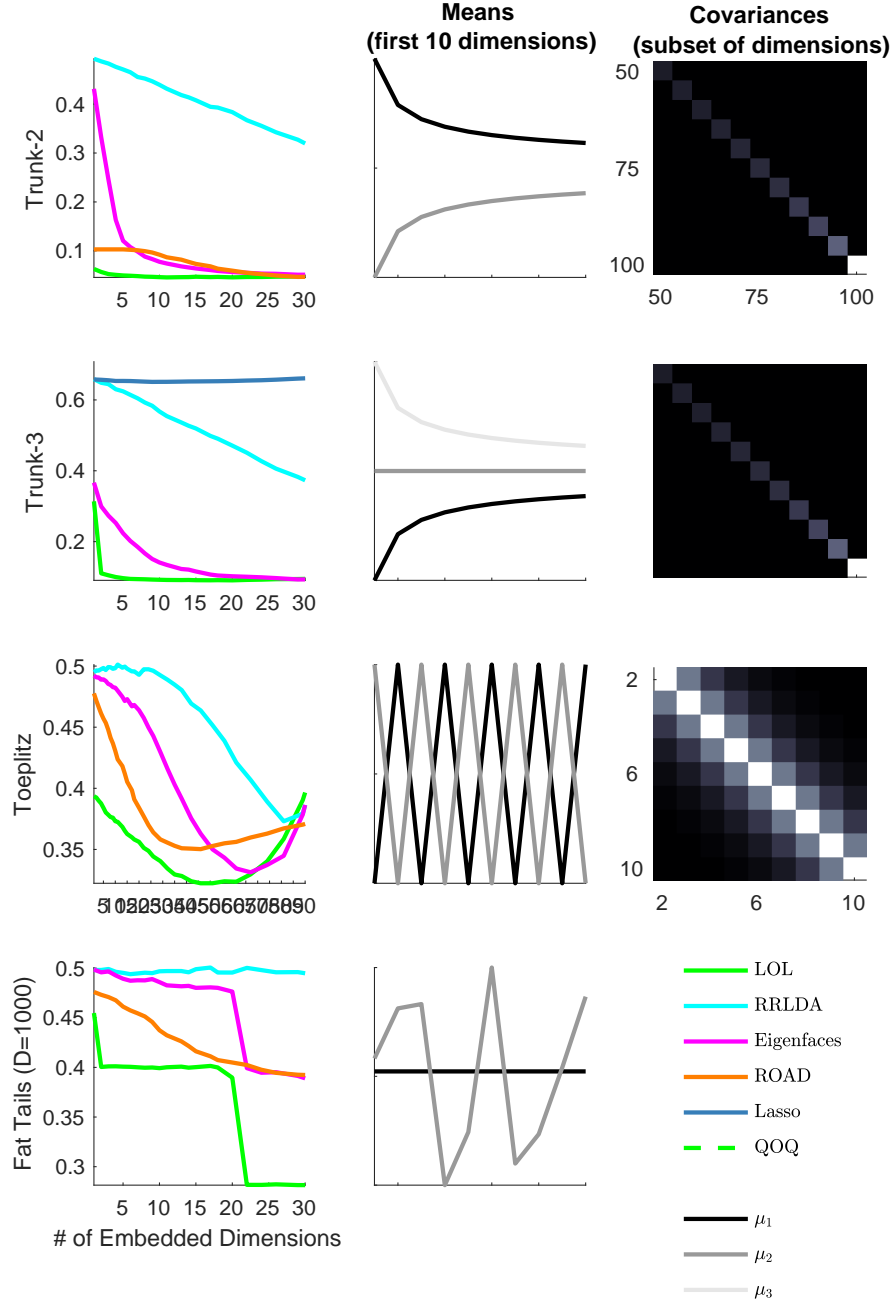 Means
(first 10 dimensions)
Covariances
(subset of dimensions)
Trunk-2
0.4
0.3
0.2
0.1
5 10 15 20 25 30
50
75
100
50 75 100
Trunk-3
0.6
0.4
0.2
5 10 15 20 25 30
Toeplitz
0.5
0.45
0.4
0.35
2
6
10
2 6 10
Fat Tails (D=1000)
0.5
0.45
0.4
0.35
0.3
5 10 15 20 25 30
# of Embedded Dimensions
LOL
RRLDA
Eigenfaces
ROAD
Lasso
QOQ
μ₁
μ₂
μ₃